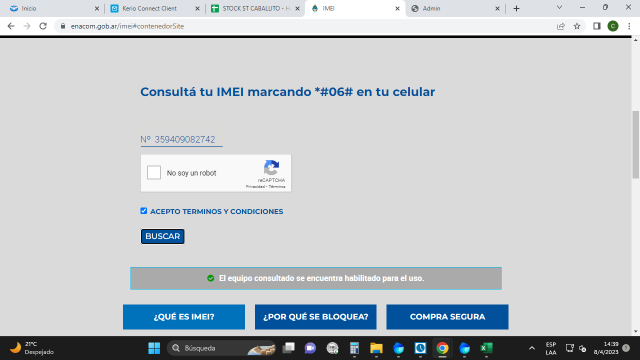 Inicio
Kerio Connect Client
STOCK ST CABALLITO - H
IMEI
Admin
enacom.gob.ar/imei#contenedorSite
C
Consultá tu IMEI marcando *#06# en tu celular
Nº 359409082742
No soy un robot
reCAPTCHA
Privacidad - Términos
ACEPTO TERMINOS Y CONDICIONES
BUSCAR
El equipo consultado se encuentra habilitado para el uso.
¿QUÉ ES IMEI?
¿POR QUÉ SE BLOQUEA?
COMPRA SEGURA
21°C
Despejado
Búsqueda
ESP
LAA
14:39
8/4/2023